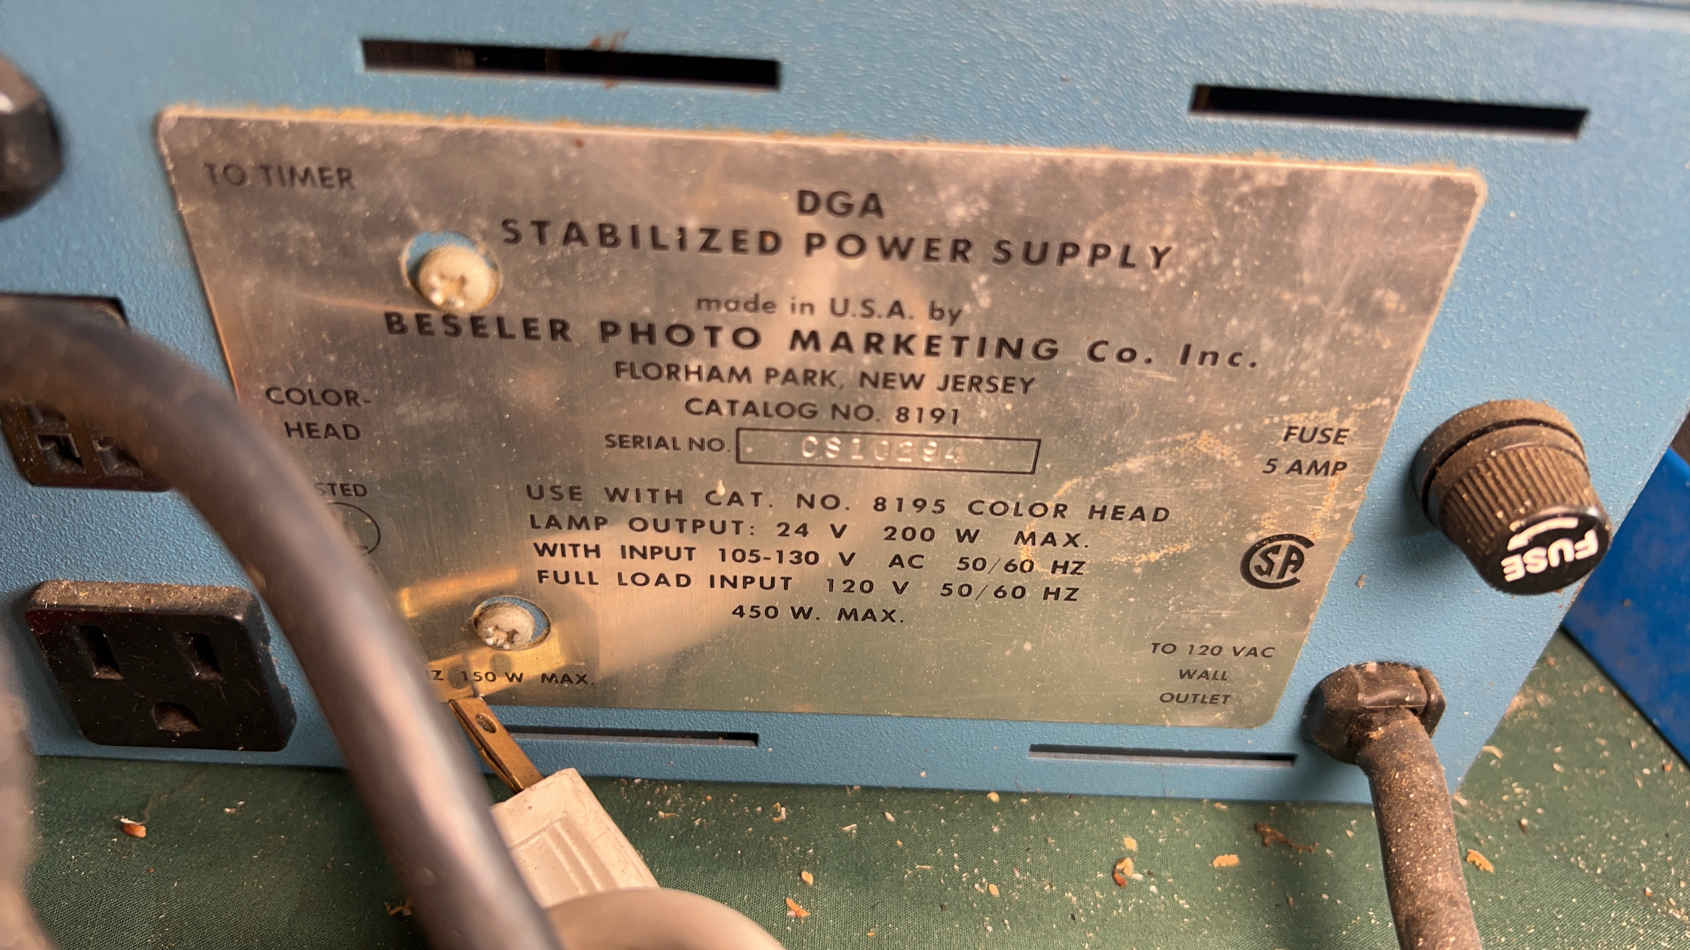 TO TIMER
DGA
STABILIZED POWER SUPPLY
made in U.S.A. by
BESELER PHOTO MARKETING Co. Inc.
FLORHAM PARK, NEW JERSEY
CATALOG NO. 8191
SERIAL NO. CS10294
COLOR-
HEAD
FUSE
5 AMP
USE WITH CAT. NO. 8195 COLOR HEAD
LAMP OUTPUT: 24 V 200 W MAX.
WITH INPUT 105-130 V AC 50/60 HZ
FULL LOAD INPUT 120 V 50/60 HZ
450 W. MAX.
150 W MAX.
TO 120 VAC
WALL
OUTLET
FUSE